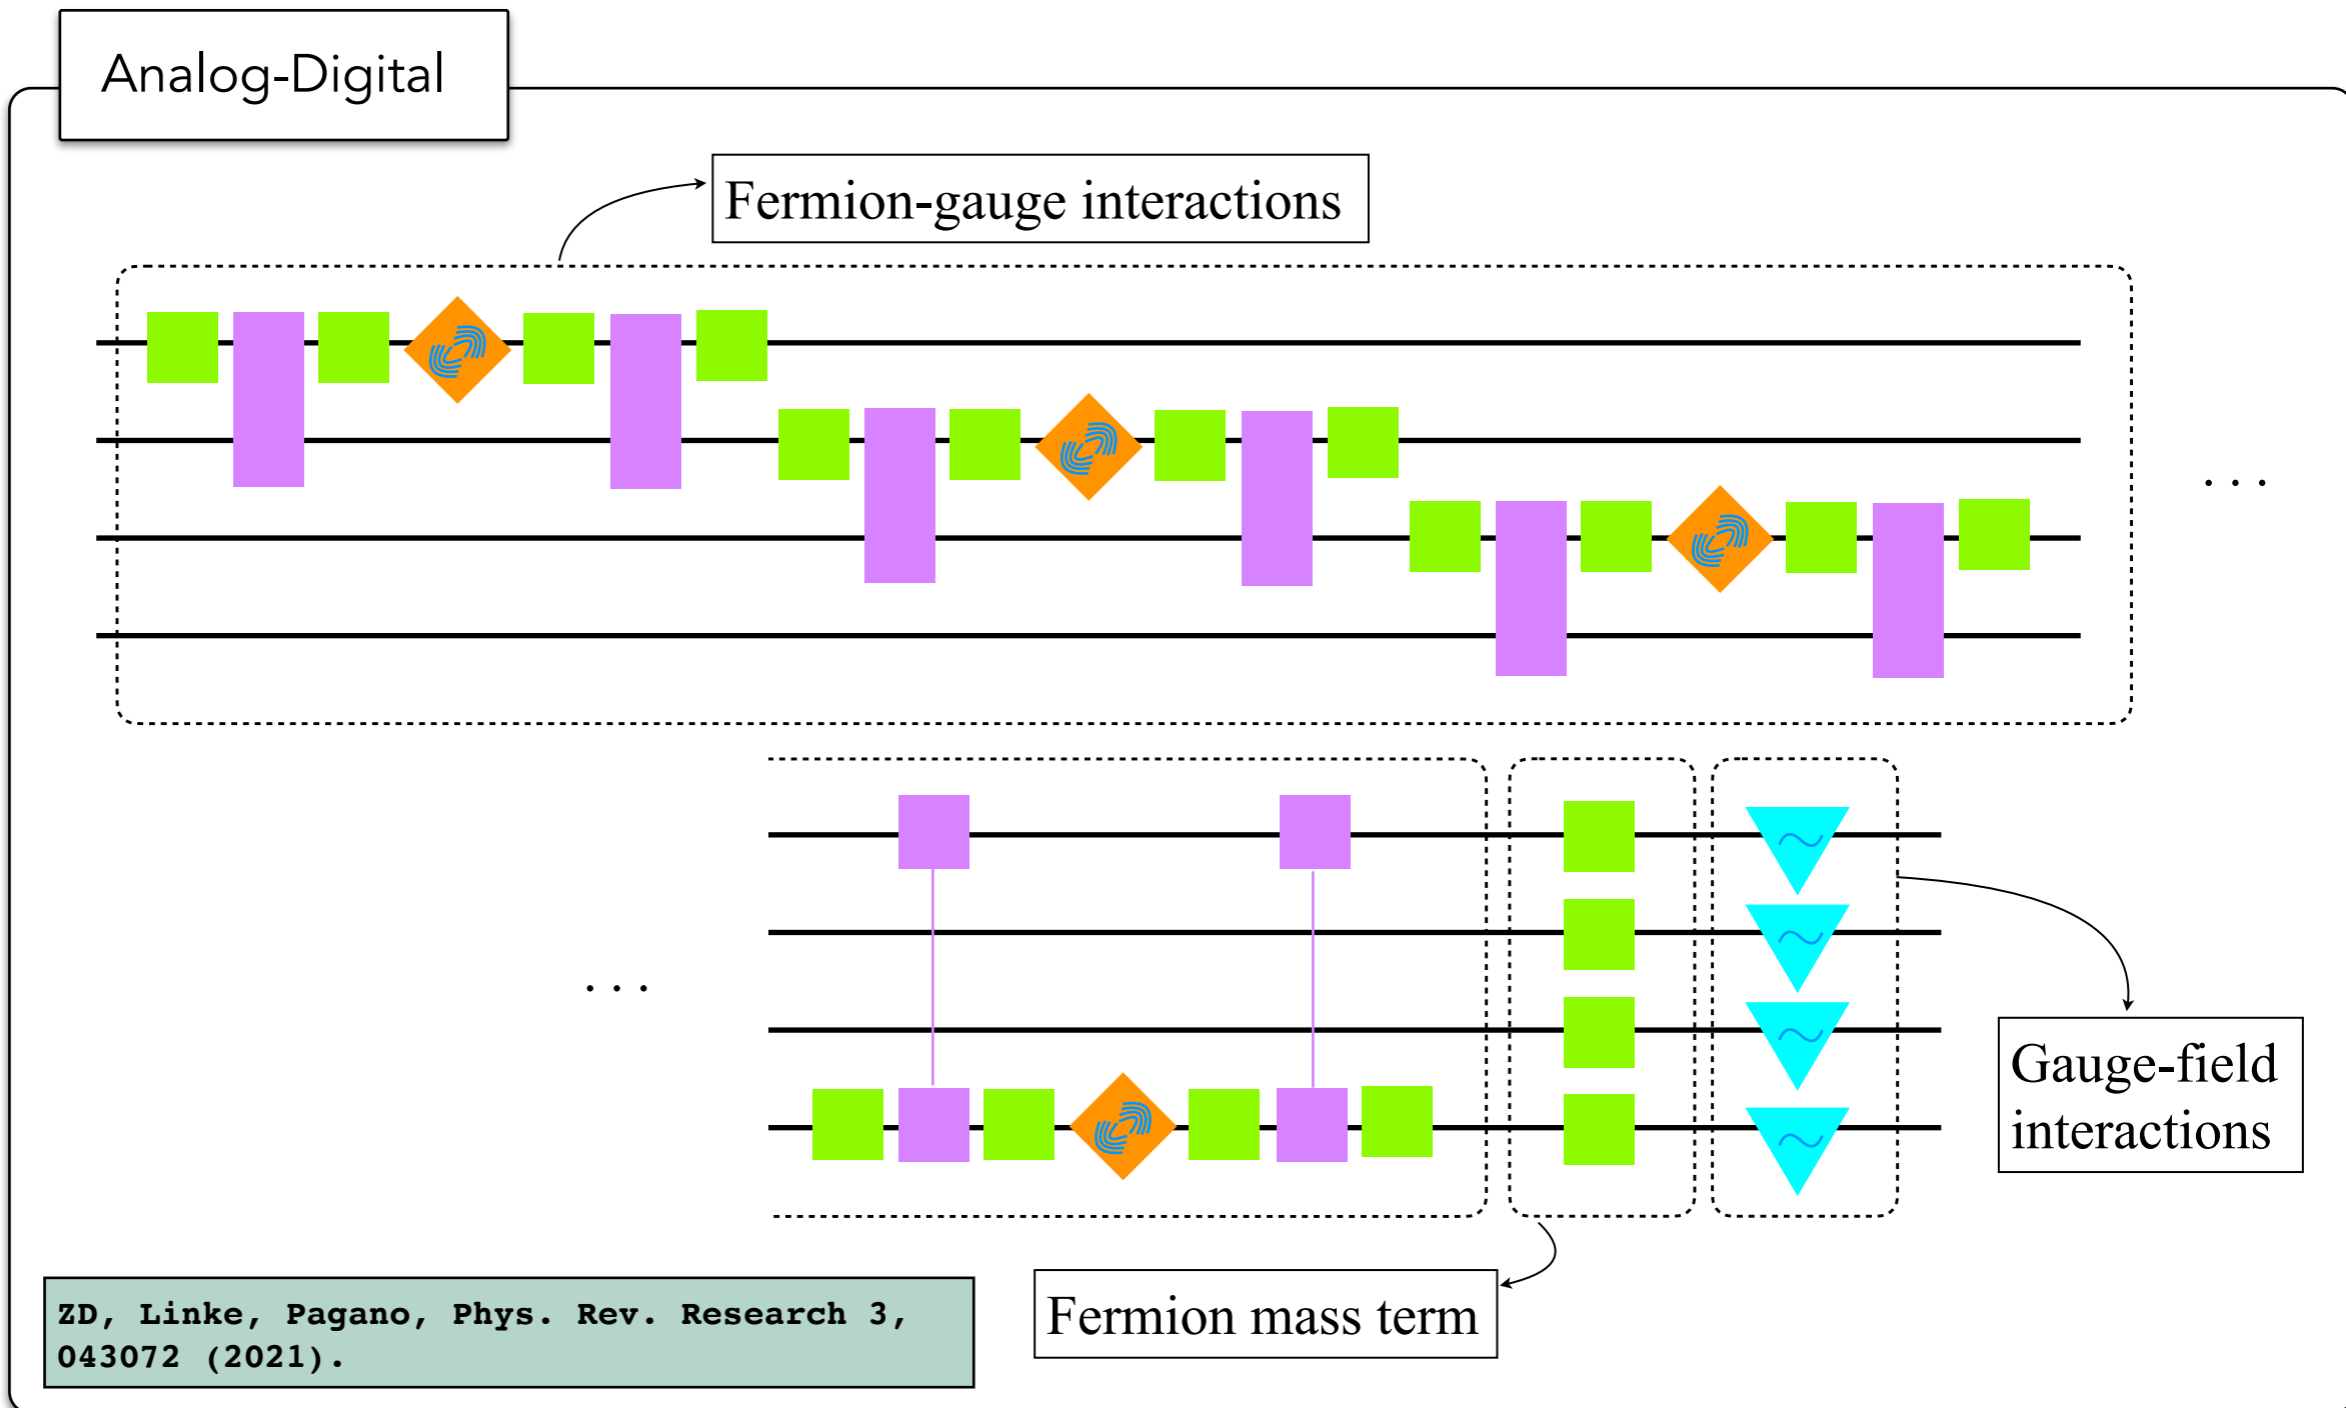 Analog-Digital
Fermion-gauge interactions
. . .
. . .
Gauge-field
interactions
Fermion mass term
ZD, Linke, Pagano, Phys. Rev. Research 3,
043072 (2021).